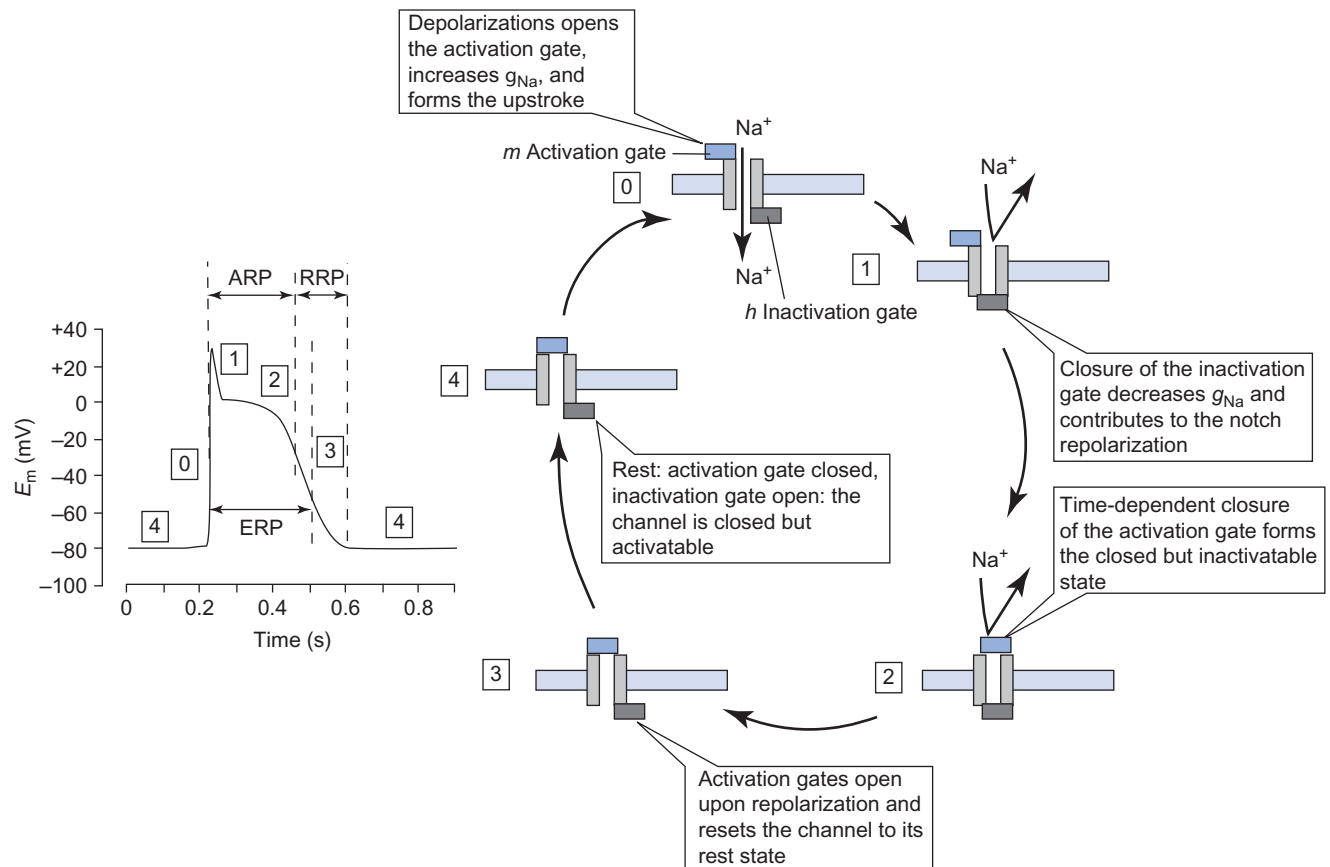 Depolarizations opens
the activation gate,
increases gNa, and
forms the upstroke
Na+
m Activation gate
0
Na+
h Inactivation gate
Na+
1
Closure of the inactivation
gate decreases gNa and
contributes to the notch
repolarization
4
Rest: activation gate closed,
inactivation gate open: the
channel is closed but
activatable
Time-dependent closure
of the activation gate forms
the closed but inactivatable
state
Na+
2
3
Activation gates open
upon repolarization and
resets the channel to its
rest state
ARP RRP
+40
+20
0
−20
−40
−60
−80
−100
Em (mV)
1
2
3
0
4
ERP
4
0 0.2 0.4 0.6 0.8
Time (s)